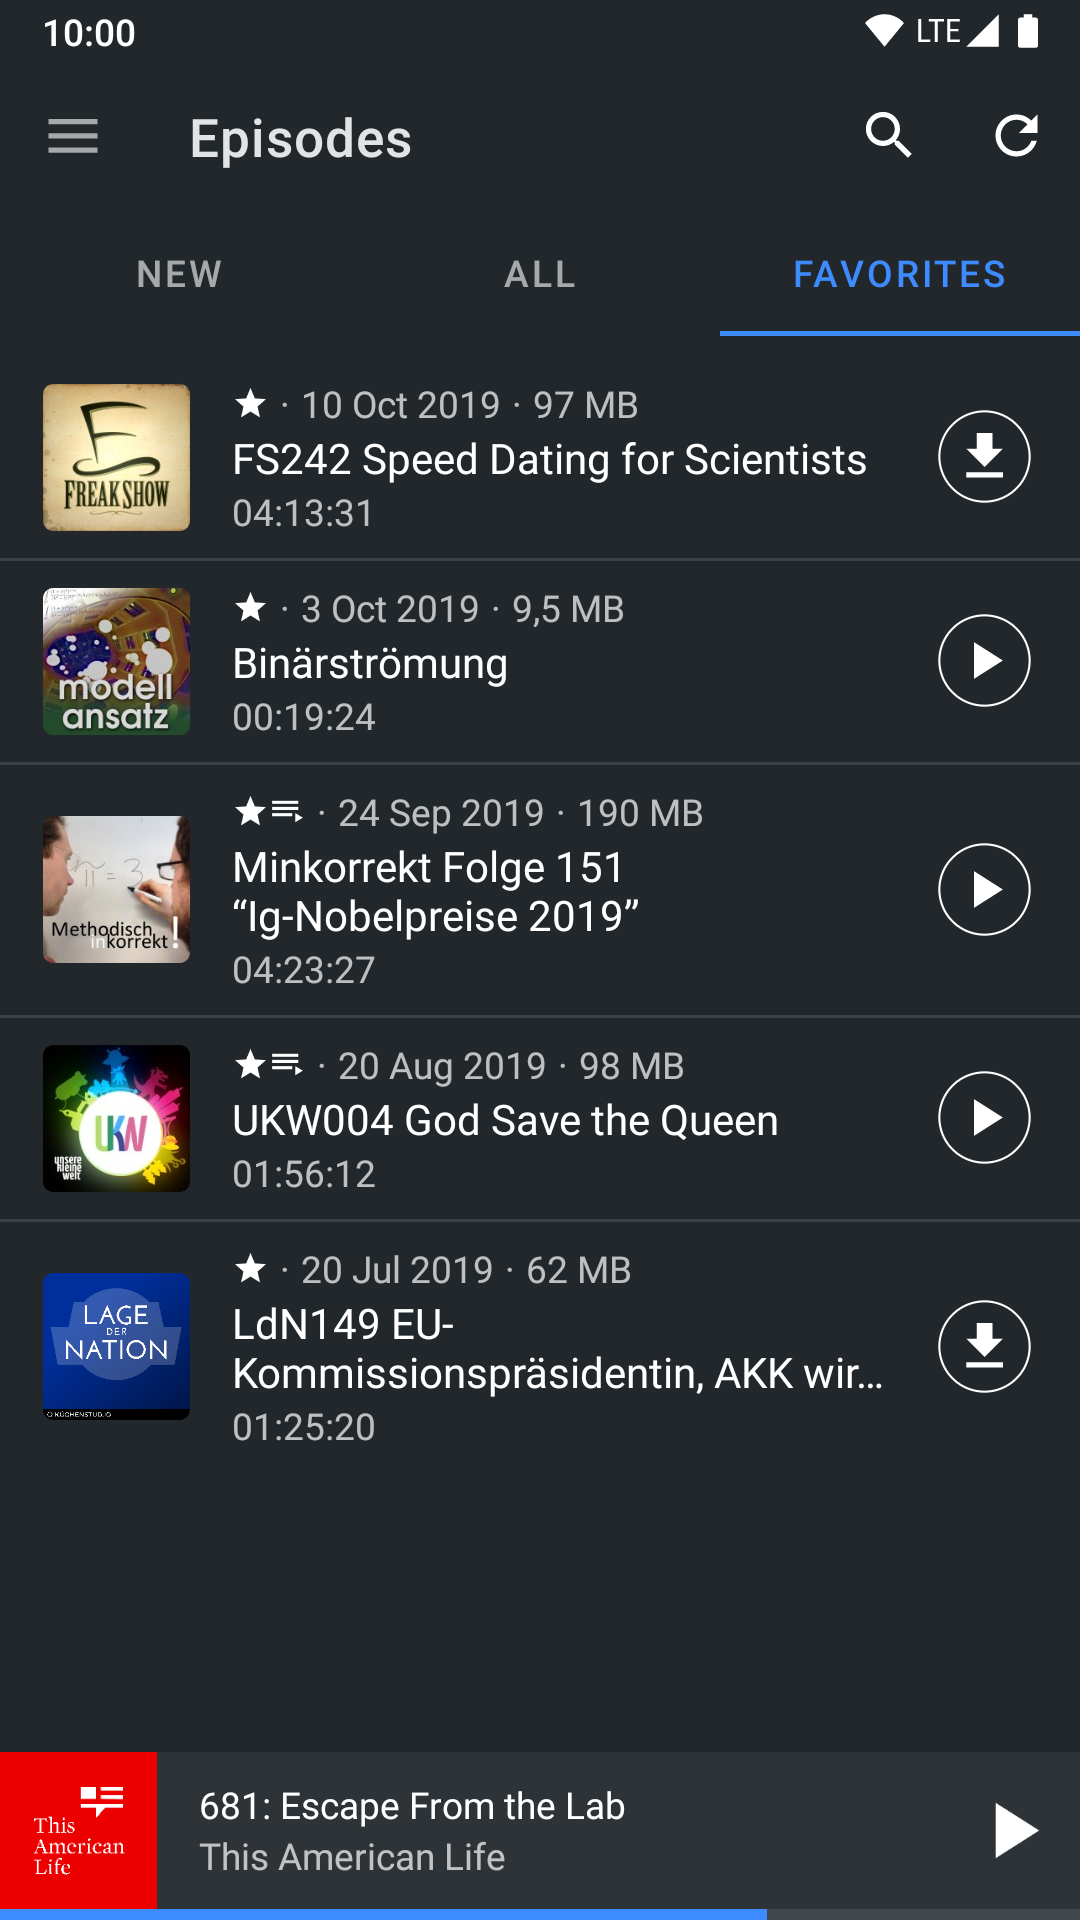 10:00 LTE
Episodes
NEW ALL FAVORITES
· 10 Oct 2019 · 97 MB
FS242 Speed Dating for Scientists
04:13:31
FREAK SHOW
· 3 Oct 2019 · 9,5 MB
Binärströmung
00:19:24
modell
ansatz
· 24 Sep 2019 · 190 MB
Minkorrekt Folge 151
“Ig-Nobelpreise 2019”
04:23:27
π = 3
Methodisch
inkorrekt!
· 20 Aug 2019 · 98 MB
UKW004 God Save the Queen
01:56:12
UKW
unsere
kleine
welt
· 20 Jul 2019 · 62 MB
LdN149 EU-
Kommissionspräsidentin, AKK wir…
01:25:20
LAGE
DER
NATION
KÜCHENSTUD.IO
681: Escape From the Lab
This American Life
This
American
Life